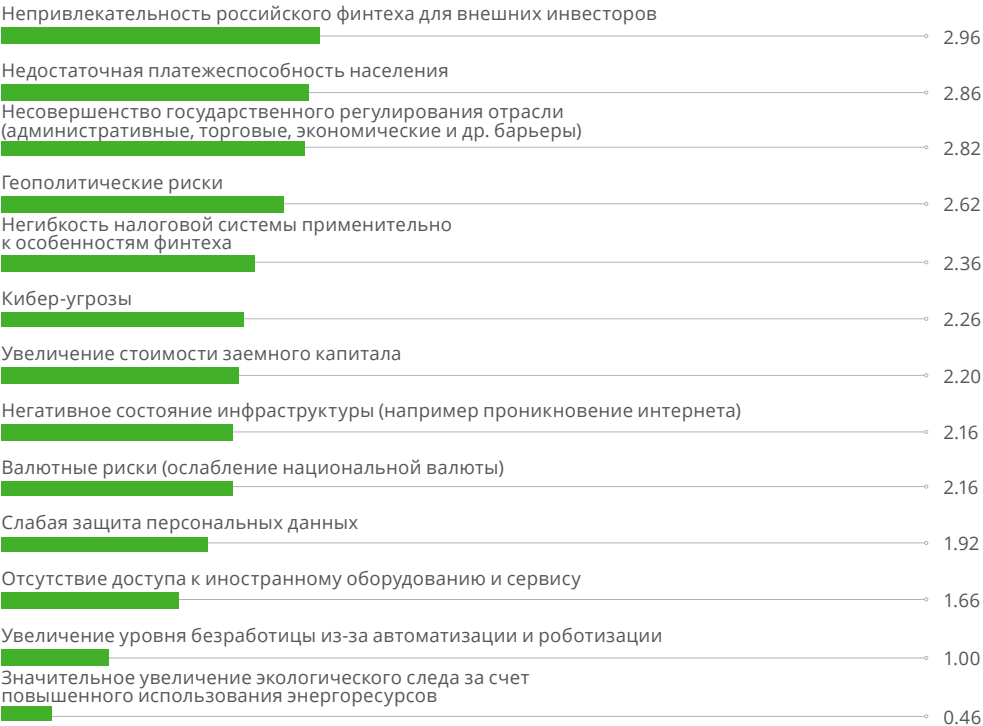 Непривлекательность российского финтеха для внешних инвесторов
2.96
Недостаточная платежеспособность населения
2.86
Несовершенство государственного регулирования отрасли
(административные, торговые, экономические и др. барьеры)
2.82
Геополитические риски
2.62
Негибкость налоговой системы применительно
к особенностям финтеха
2.36
Кибер-угрозы
2.26
Увеличение стоимости заемного капитала
2.20
Негативное состояние инфраструктуры (например проникновение интернета)
2.16
Валютные риски (ослабление национальной валюты)
2.16
Слабая защита персональных данных
1.92
Отсутствие доступа к иностранному оборудованию и сервису
1.66
Увеличение уровня безработицы из-за автоматизации и роботизации
1.00
Значительное увеличение экологического следа за счет
повышенного использования энергоресурсов
0.46